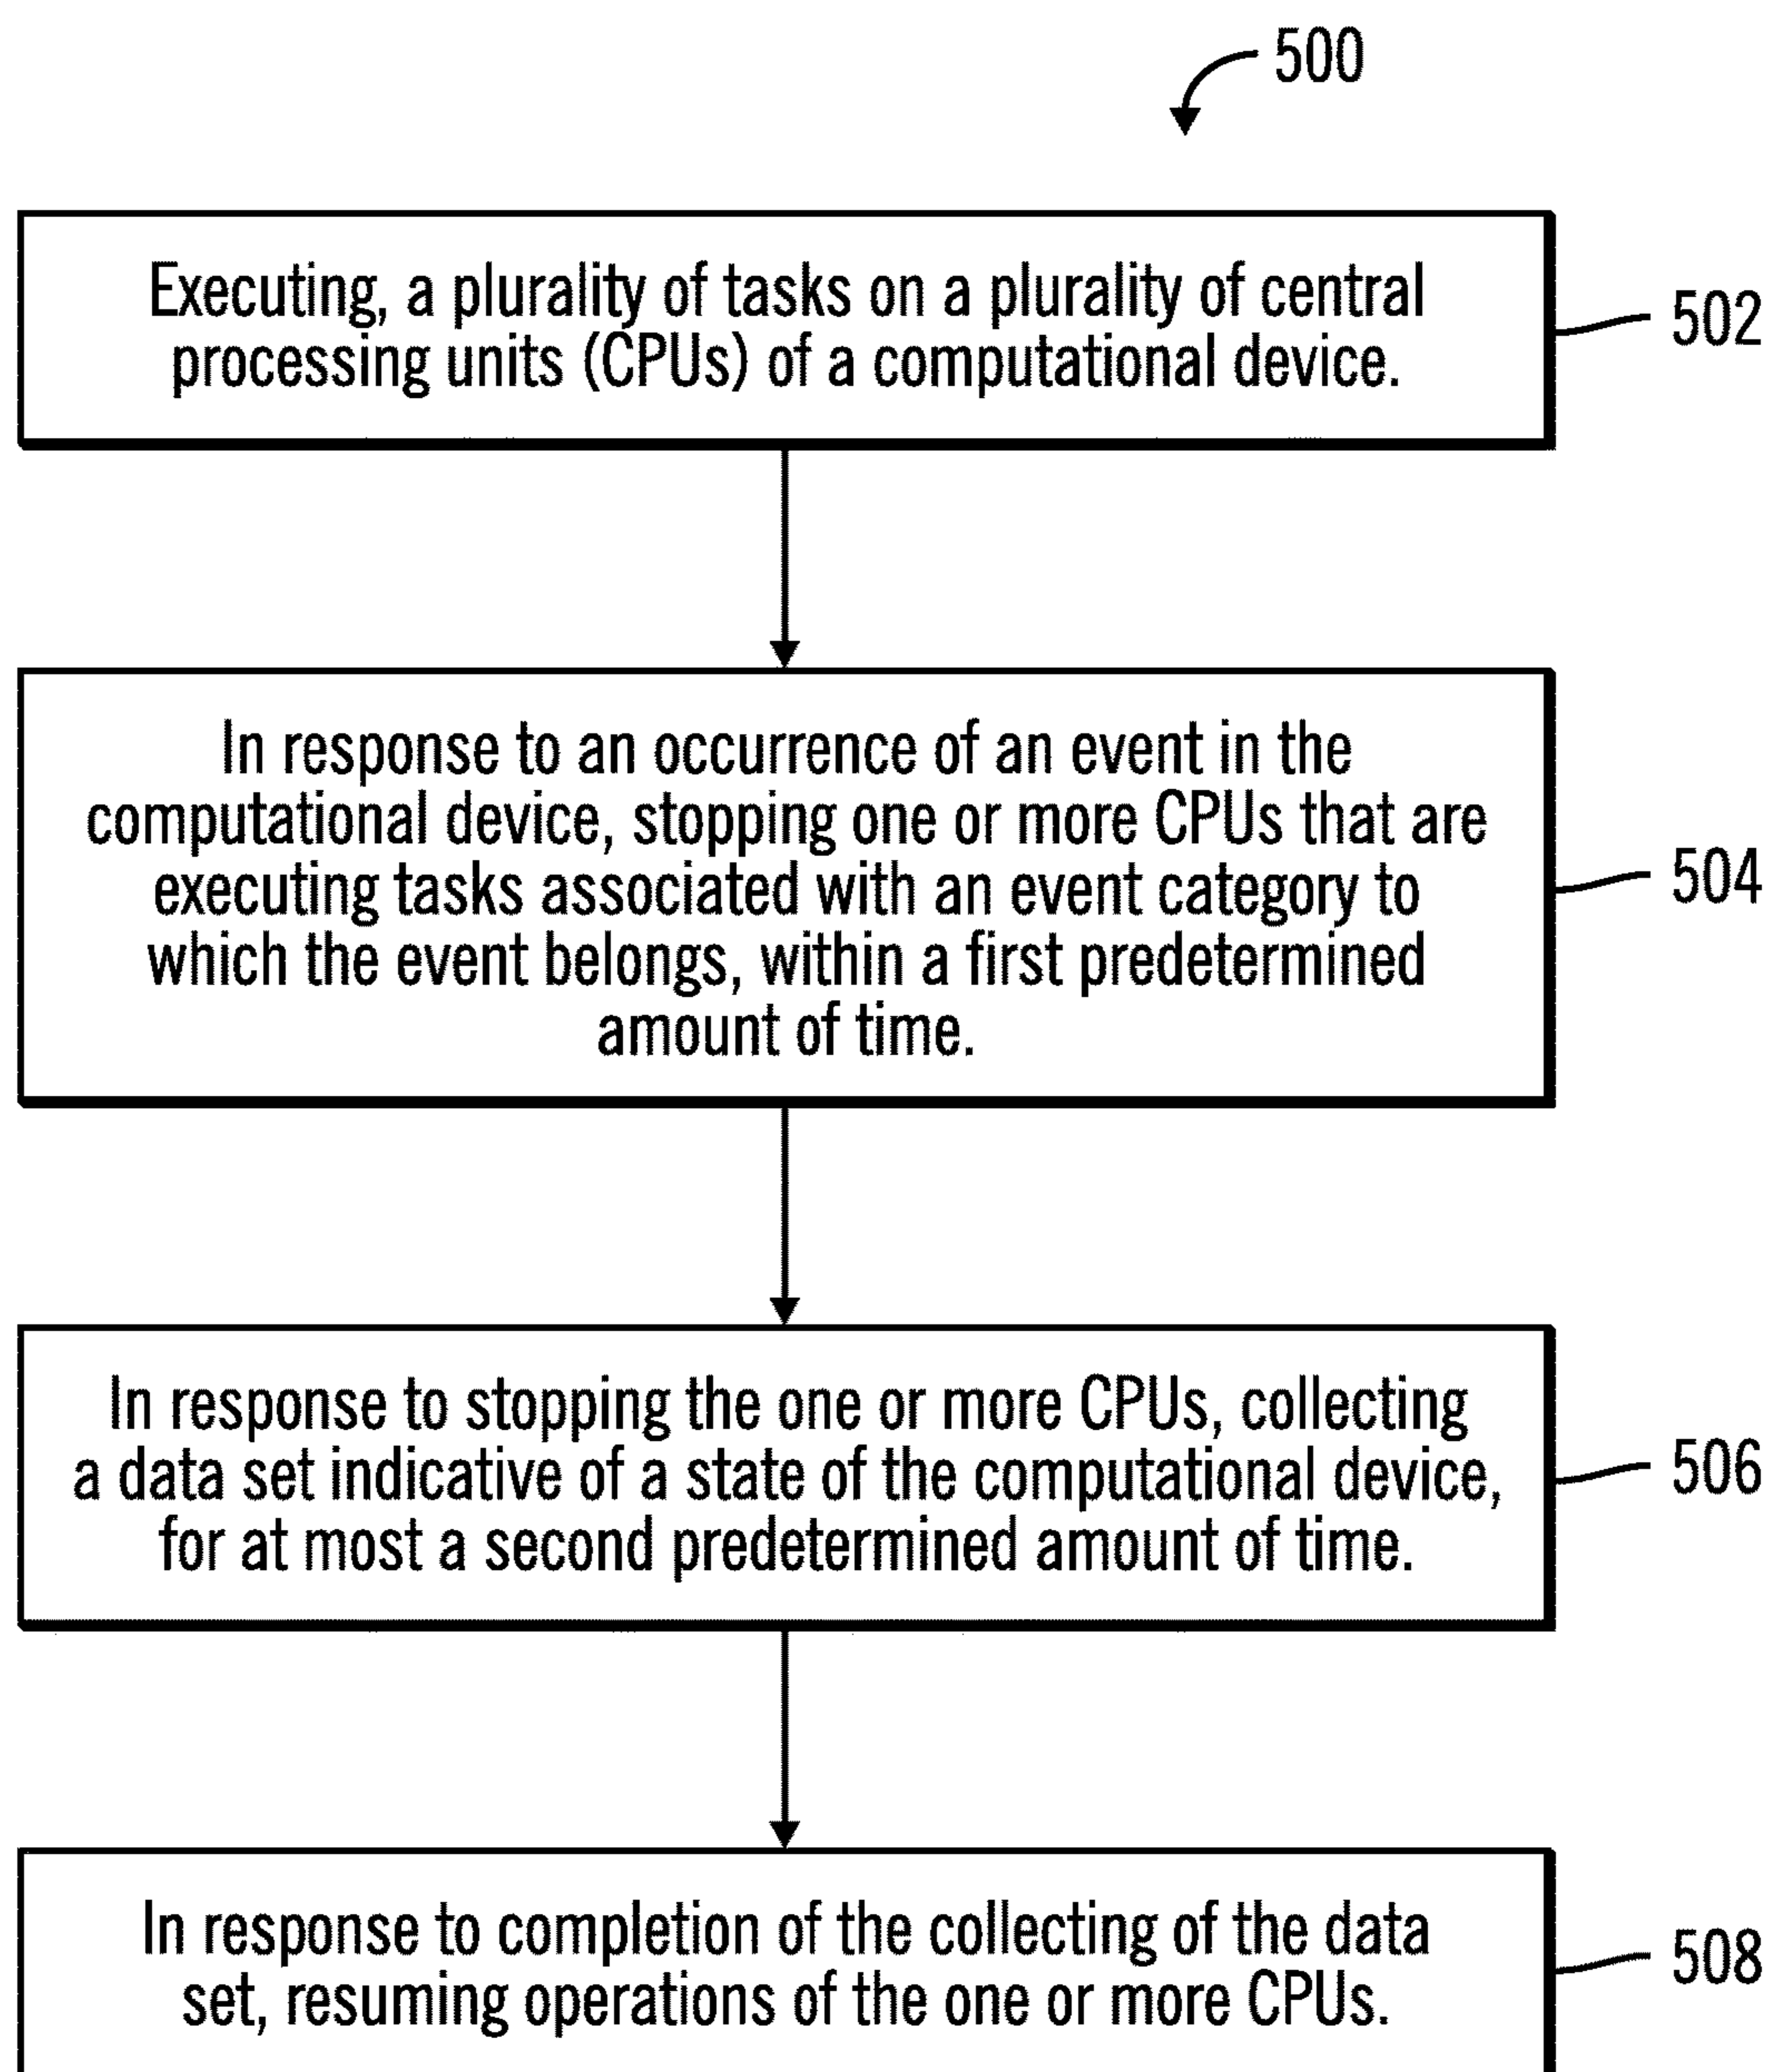 500
Executing, a plurality of tasks on a plurality of central
processing units (CPUs) of a computational device.
502
In response to an occurrence of an event in the
computational device, stopping one or more CPUs that are
executing tasks associated with an event category to
which the event belongs, within a first predetermined
amount of time.
504
In response to stopping the one or more CPUs, collecting
a data set indicative of a state of the computational device,
for at most a second predetermined amount of time.
506
In response to completion of the collecting of the data
set, resuming operations of the one or more CPUs.
508